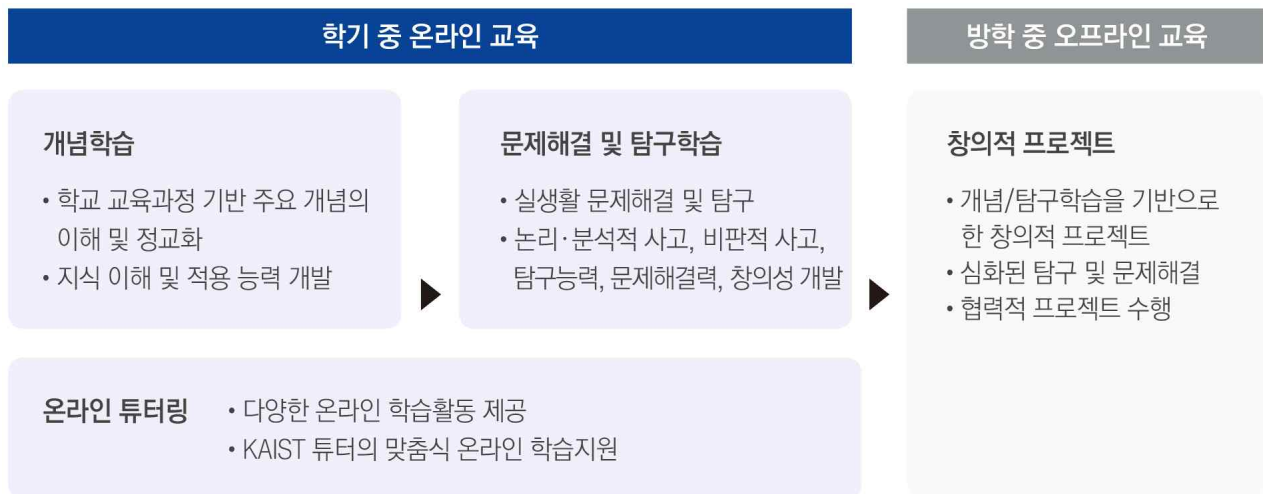 학기 중 온라인 교육
방학 중 오프라인 교육
개념학습
• 학교 교육과정 기반 주요 개념의
이해 및 정교화
• 지식 이해 및 적용 능력 개발
문제해결 및 탐구학습
• 실생활 문제해결 및 탐구
• 논리·분석적 사고, 비판적 사고,
탐구능력, 문제해결력, 창의성 개발
창의적 프로젝트
• 개념/탐구학습을 기반으로
한 창의적 프로젝트
• 심화된 탐구 및 문제해결
• 협력적 프로젝트 수행
온라인 튜터링
• 다양한 온라인 학습활동 제공
• KAIST 튜터의 맞춤식 온라인 학습지원